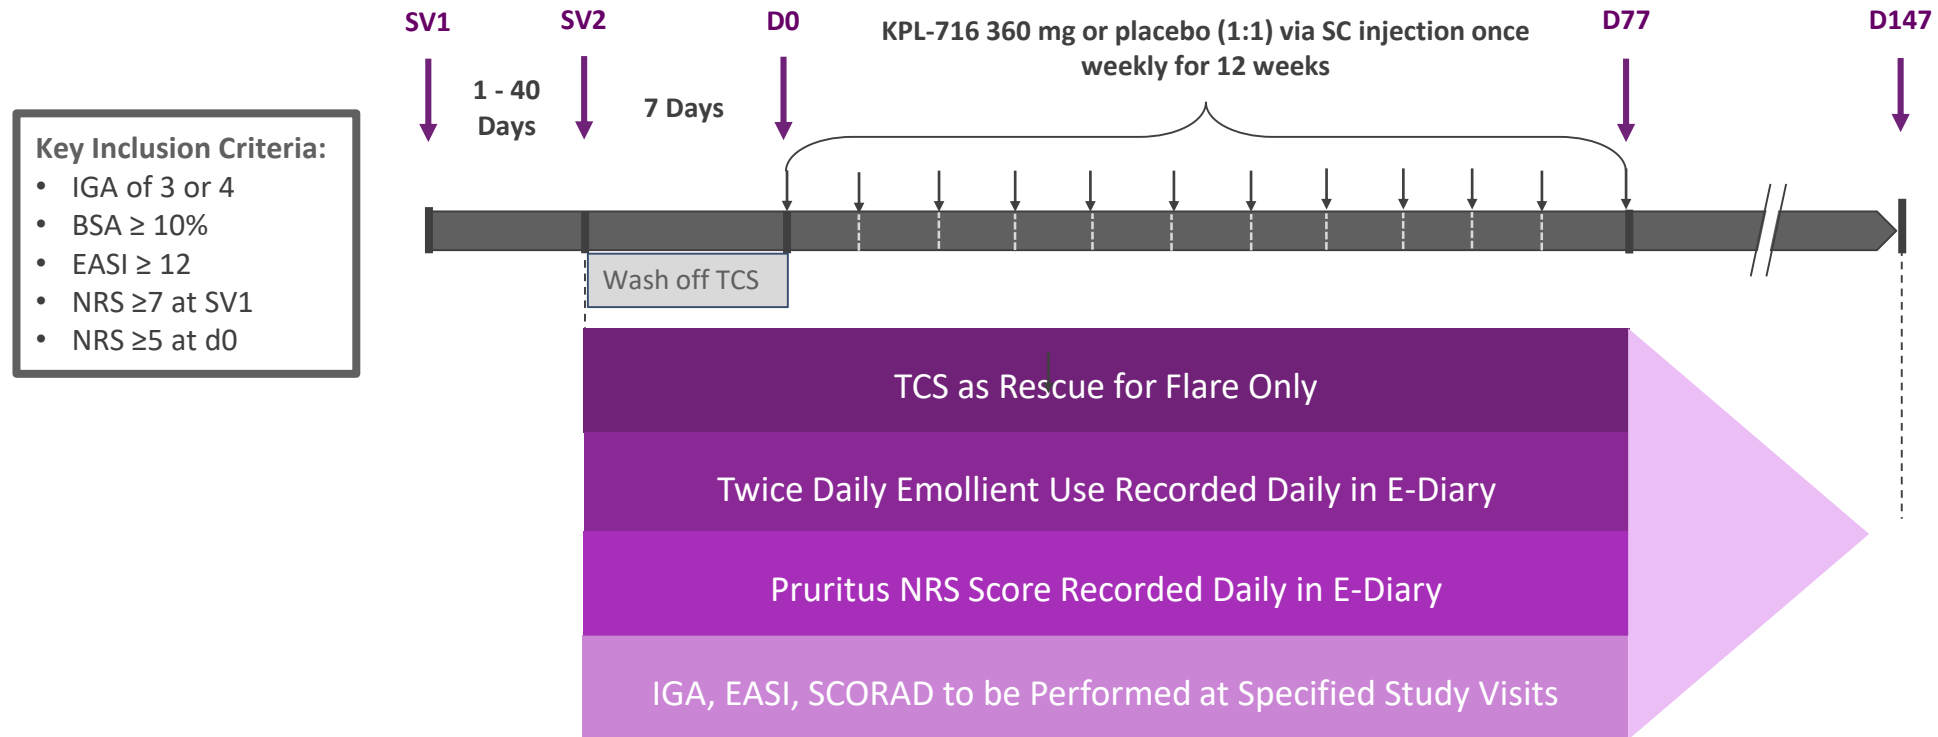 SV1
SV2
D0
KPL-716 360 mg or placebo (1:1) via SC injection once
weekly for 12 weeks
D77
D147
1 - 40
Days
7 Days
Key Inclusion Criteria:
• IGA of 3 or 4
• BSA ≥ 10%
• EASI ≥ 12
• NRS ≥7 at SV1
• NRS ≥5 at d0
Wash off TCS
TCS as Rescue for Flare Only
Twice Daily Emollient Use Recorded Daily in E-Diary
Pruritus NRS Score Recorded Daily in E-Diary
IGA, EASI, SCORAD to be Performed at Specified Study Visits